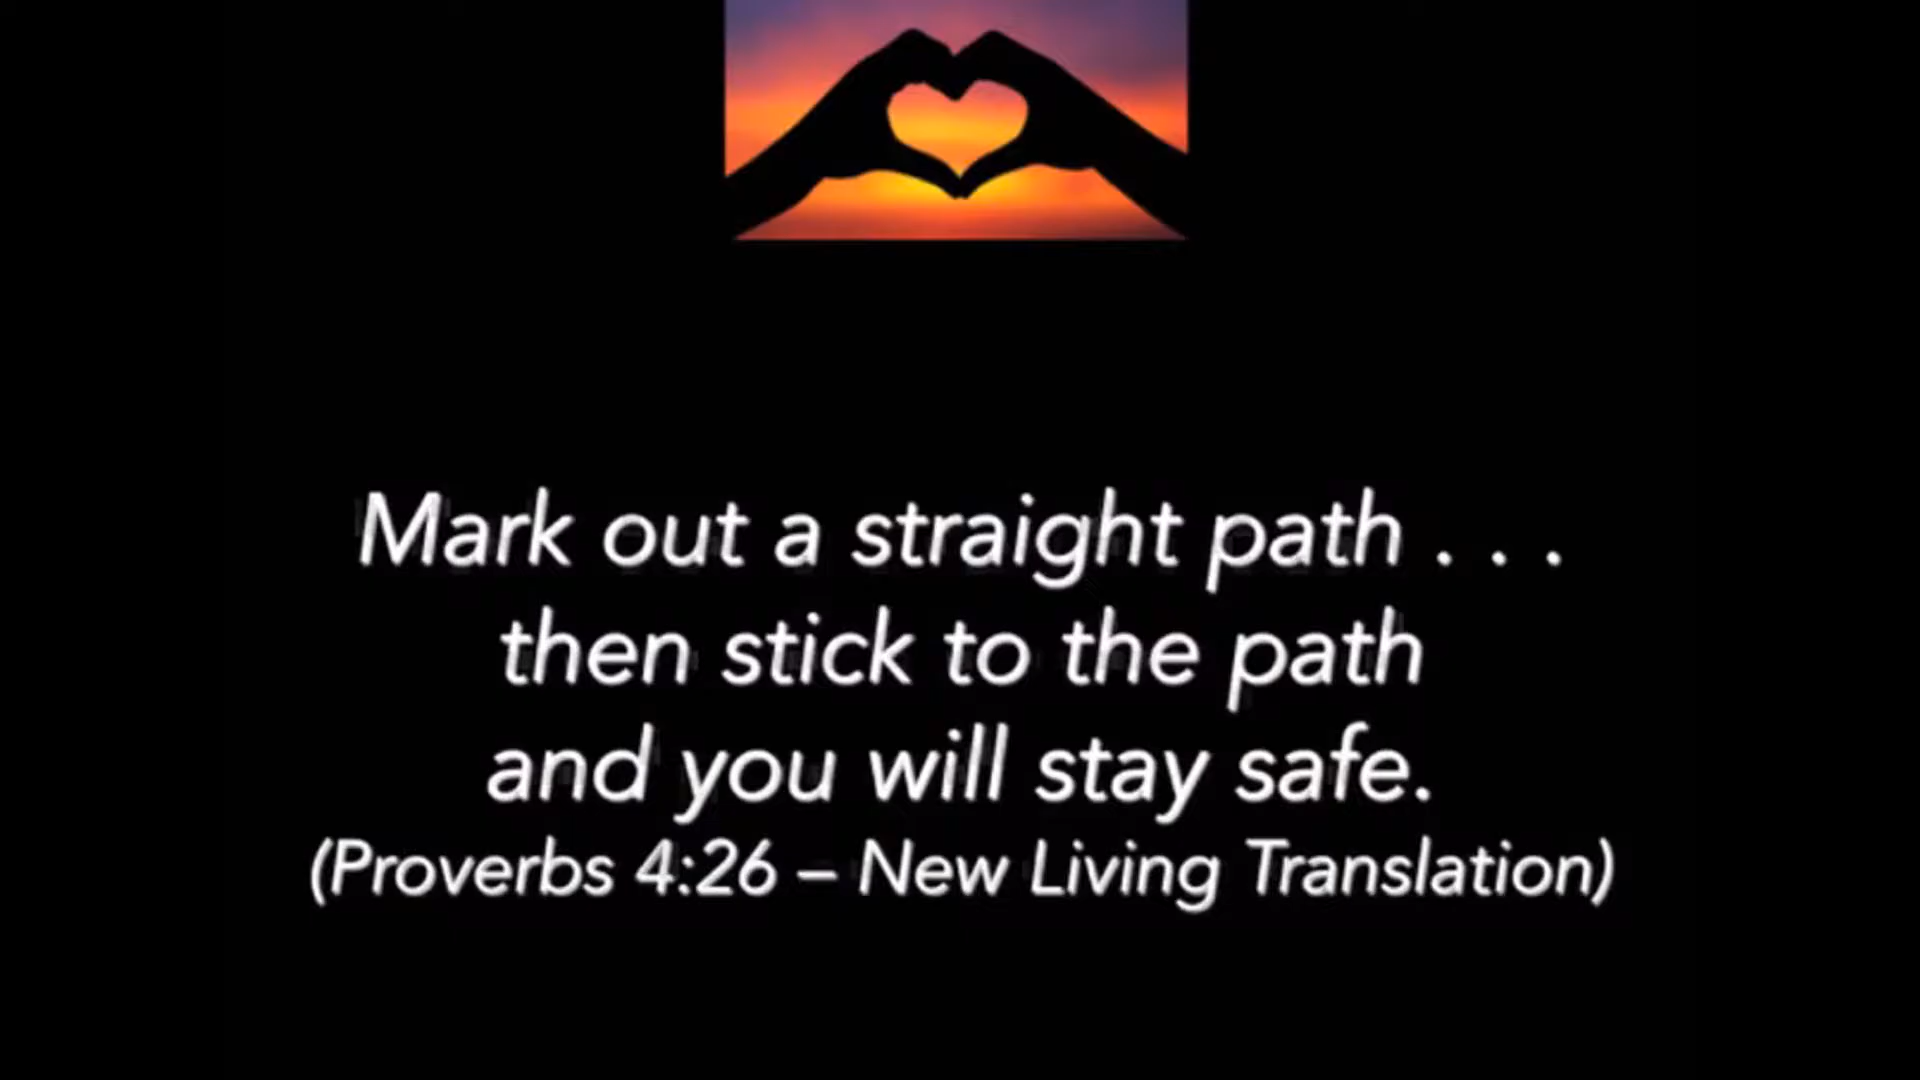 Mark out a straight path . . .
then stick to the path
and you will stay safe.
(Proverbs 4:26 – New Living Translation)